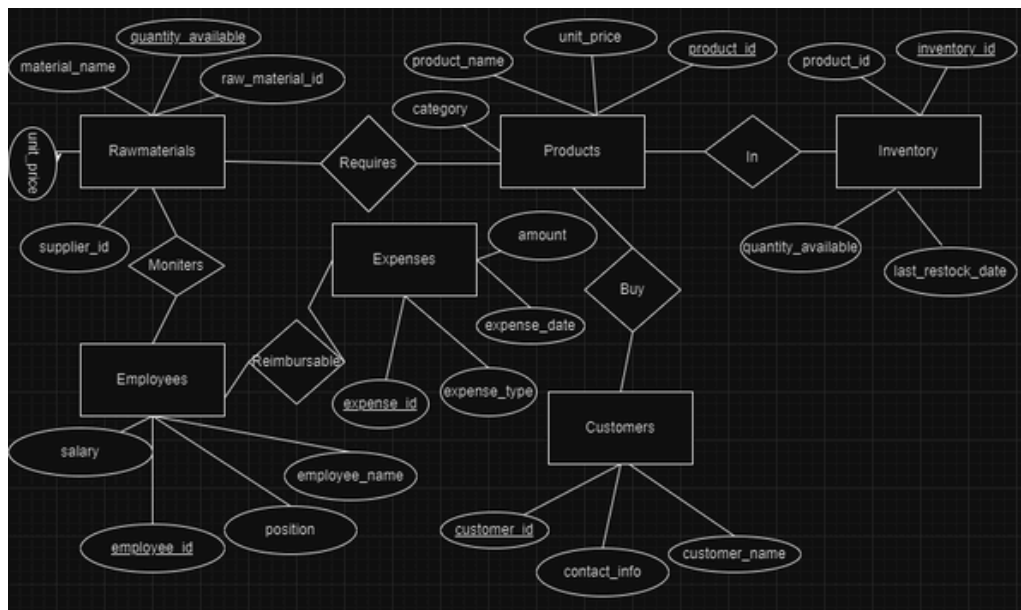 quantity_available
unit_price
material_name
product_name
product_id
inventory_id
product_id
raw_material_id
category
unit_price
Rawmaterials
Requires
Products
In
Inventory
supplier_id
Moniters
Expenses
amount
quantity_available
last_restock_date
Buy
expense_date
Employees
Reimbursable
expense_id
expense_type
Customers
salary
employee_name
employee_id
position
customer_id
contact_info
customer_name